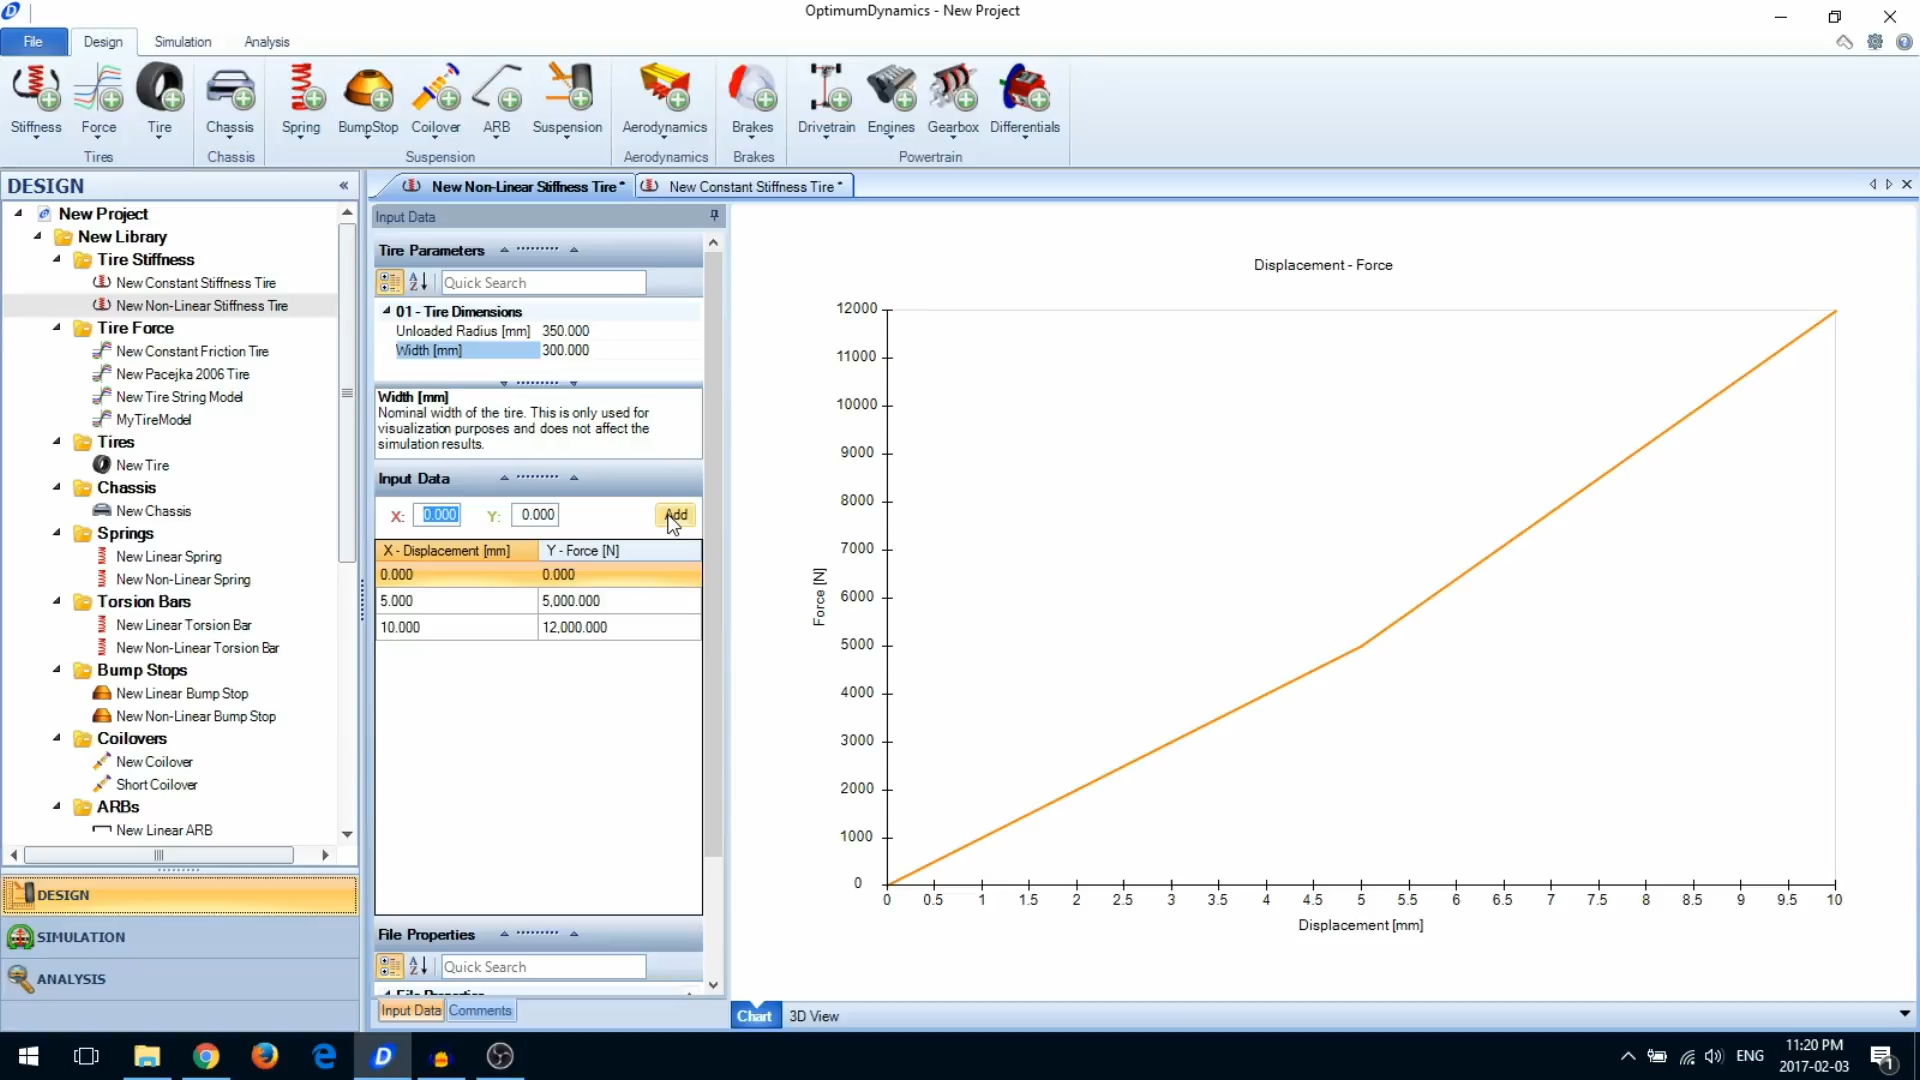 OptimumDynamics - New Project
File
Design
Simulation
Analysis
Stiffness
Force
Tire
Chassis
Spring
BumpStop
Coilover
ARB
Suspension
Aerodynamics
Brakes
Drivetrain
Engines
Gearbox
Differentials
Tires
Chassis
Suspension
Aerodynamics
Brakes
Powertrain
DESIGN
«
New Project
New Library
Tire Stiffness
New Constant Stiffness Tire
New Non-Linear Stiffness Tire
Tire Force
New Constant Friction Tire
New Pacejka 2006 Tire
New Tire String Model
MyTireModel
Tires
New Tire
Chassis
New Chassis
Springs
New Linear Spring
New Non-Linear Spring
Torsion Bars
New Linear Torsion Bar
New Non-Linear Torsion Bar
Bump Stops
New Linear Bump Stop
New Non-Linear Bump Stop
Coilovers
New Coilover
Short Coilover
ARBs
New Linear ARB
DESIGN
SIMULATION
ANALYSIS
New Non-Linear Stiffness Tire *
New Constant Stiffness Tire *
Input Data
Tire Parameters
Quick Search
01 - Tire Dimensions
Unloaded Radius [mm] 350.000
Width [mm] 300.000
Width [mm]
Nominal width of the tire. This is only used for
visualization purposes and does not affect the
simulation results.
Input Data
X: 0.000 Y: 0.000 Add
X - Displacement [mm] Y - Force [N]
0.000 0.000
5.000 5,000.000
10.000 12,000.000
File Properties
Quick Search
File Properties
Input Data
Comments
Displacement - Force
12000
11000
10000
9000
8000
7000
6000
5000
4000
3000
2000
1000
0
Force [N]
0 0.5 1 1.5 2 2.5 3 3.5 4 4.5 5 5.5 6 6.5 7 7.5 8 8.5 9 9.5 10
Displacement [mm]
Chart
3D View
ENG
11:20 PM
2017-02-03
1